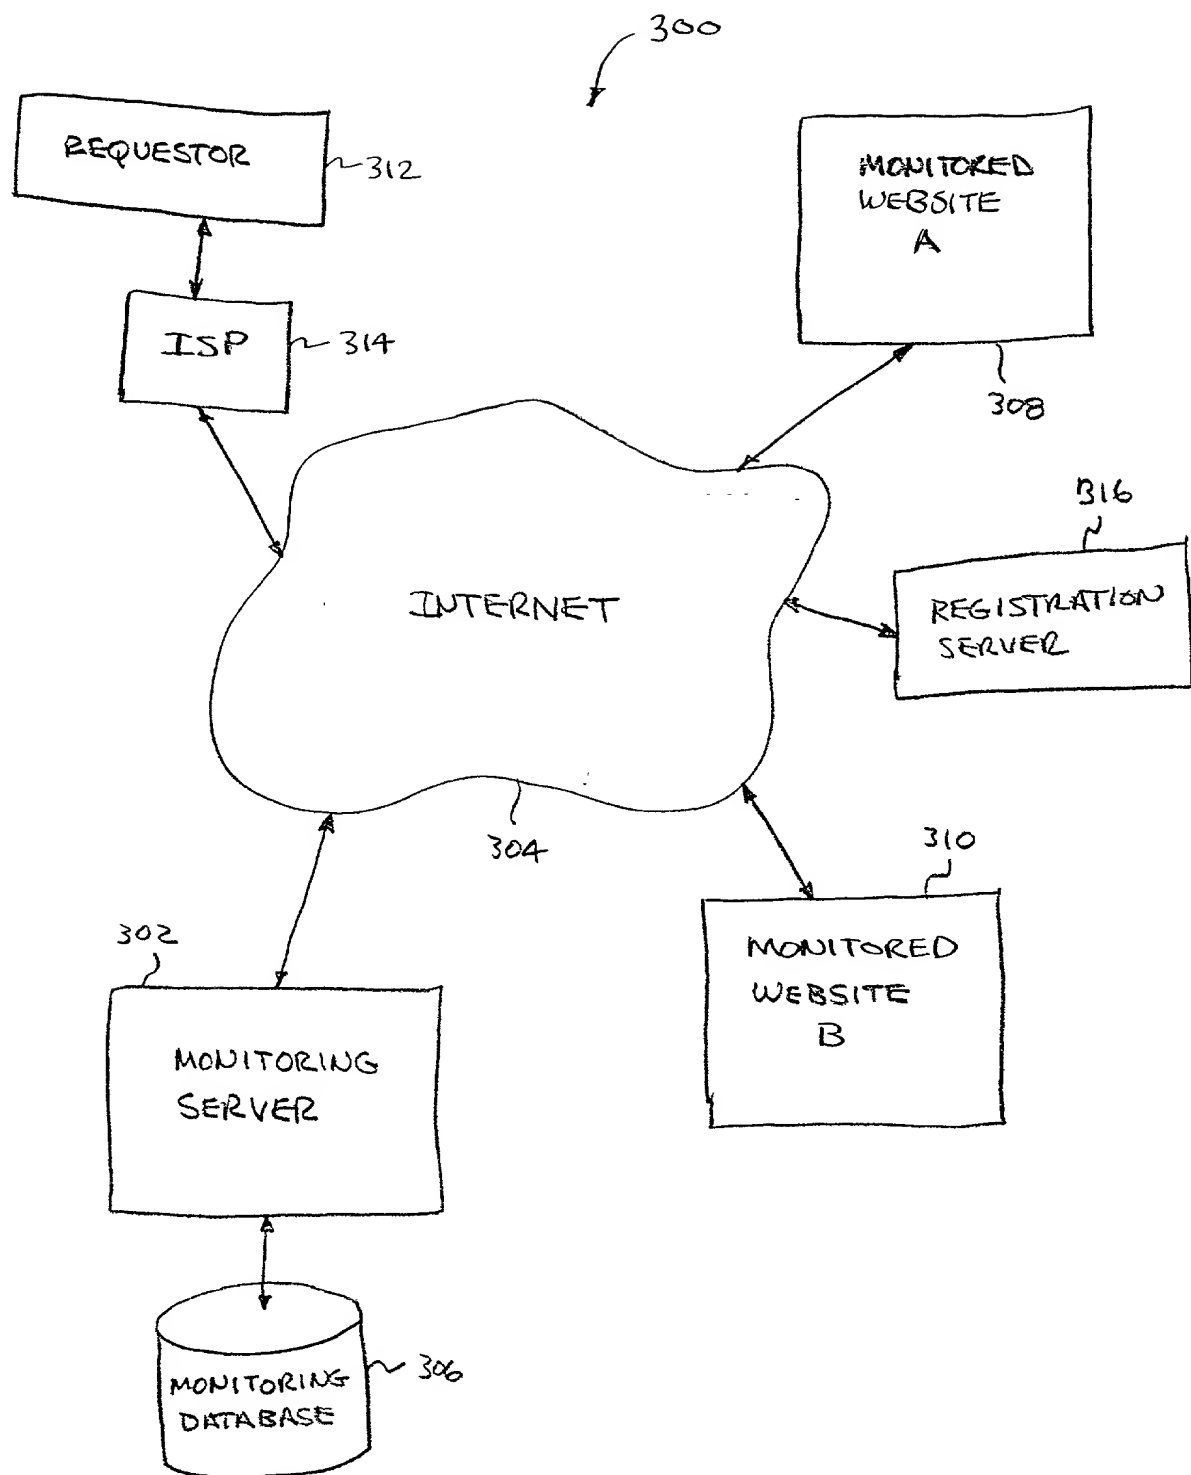 300
REQUESTOR
312
MONITORED
WEBSITE
A
ISP
314
308
316
INTERNET
REGISTRATION
SERVER
304
310
302
MONITORED
WEBSITE
B
MONITORING
SERVER
MONITORING
DATABASE
306